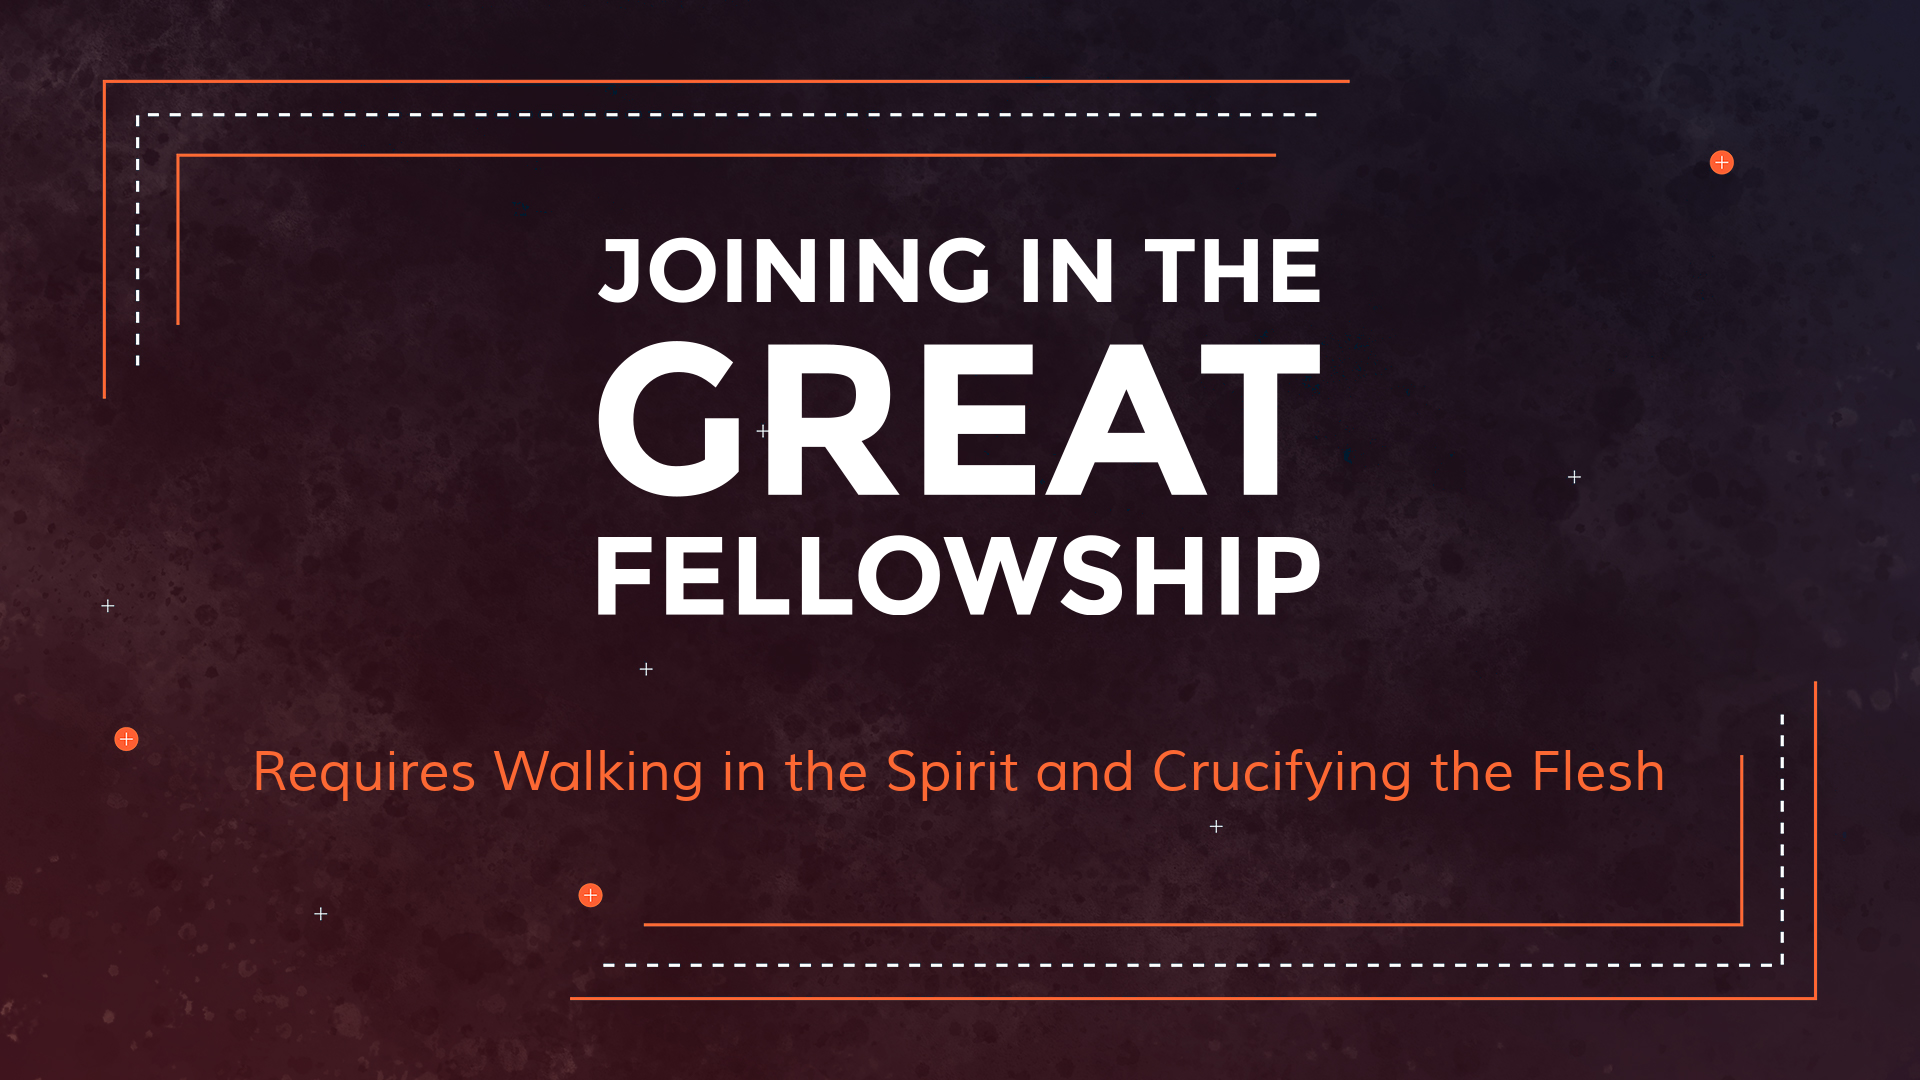 JOINING IN THE
GREAT
FELLOWSHIP
Requires Walking in the Spirit and Crucifying the Flesh